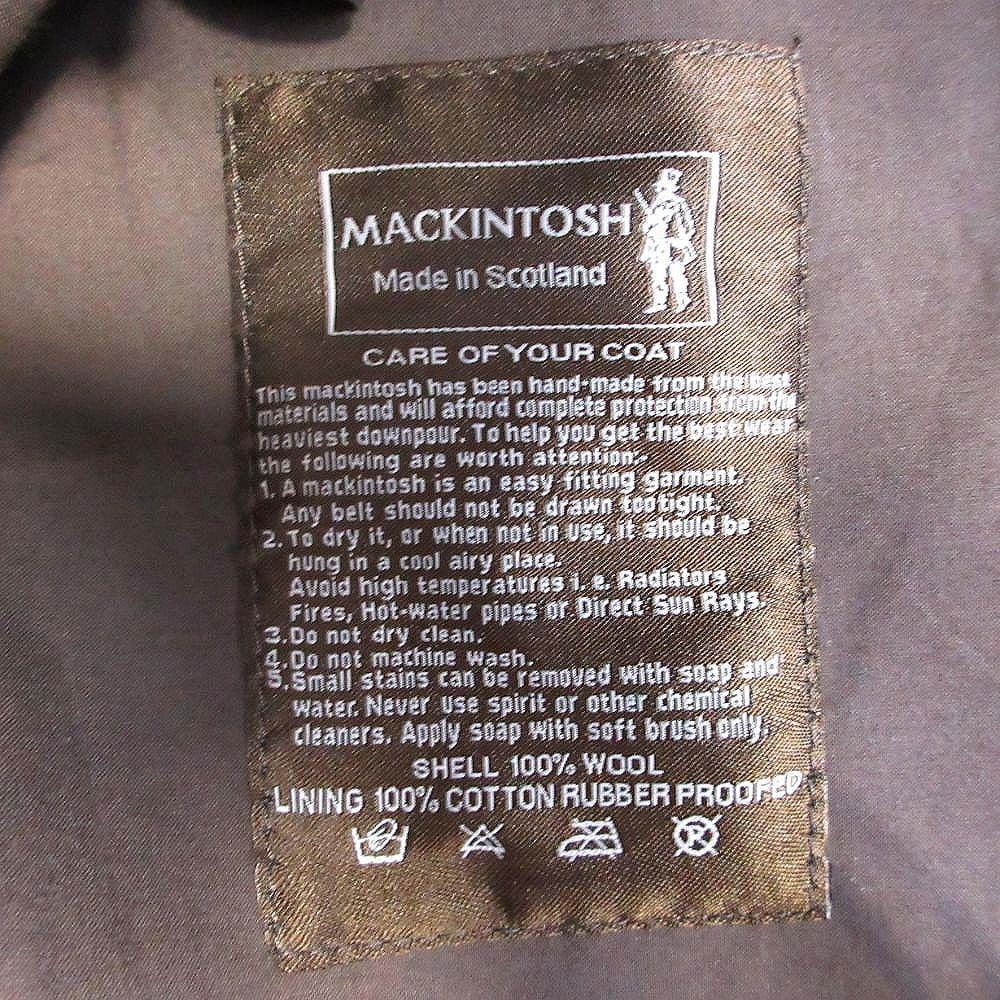 MACKINTOSH
Made in Scotland
CARE OF YOUR COAT
This mackintosh has been hand-made from the best
materials and will afford complete protection from the
heaviest downpour. To help you get the best wear
the following are worth attention:-
1. A mackintosh is an easy fitting garment.
Any belt should not be drawn too tight.
2. To dry it, or when not in use, it should be
hung in a cool airy place.
Avoid high temperatures i.e. Radiators
Fires, Hot-water pipes or Direct Sun Rays.
3. Do not dry clean.
4. Do not machine wash.
5. Small stains can be removed with soap and
water. Never use spirit or other chemical
cleaners. Apply soap with soft brush only.
SHELL 100% WOOL
LINING 100% COTTON RUBBER PROOFED
P